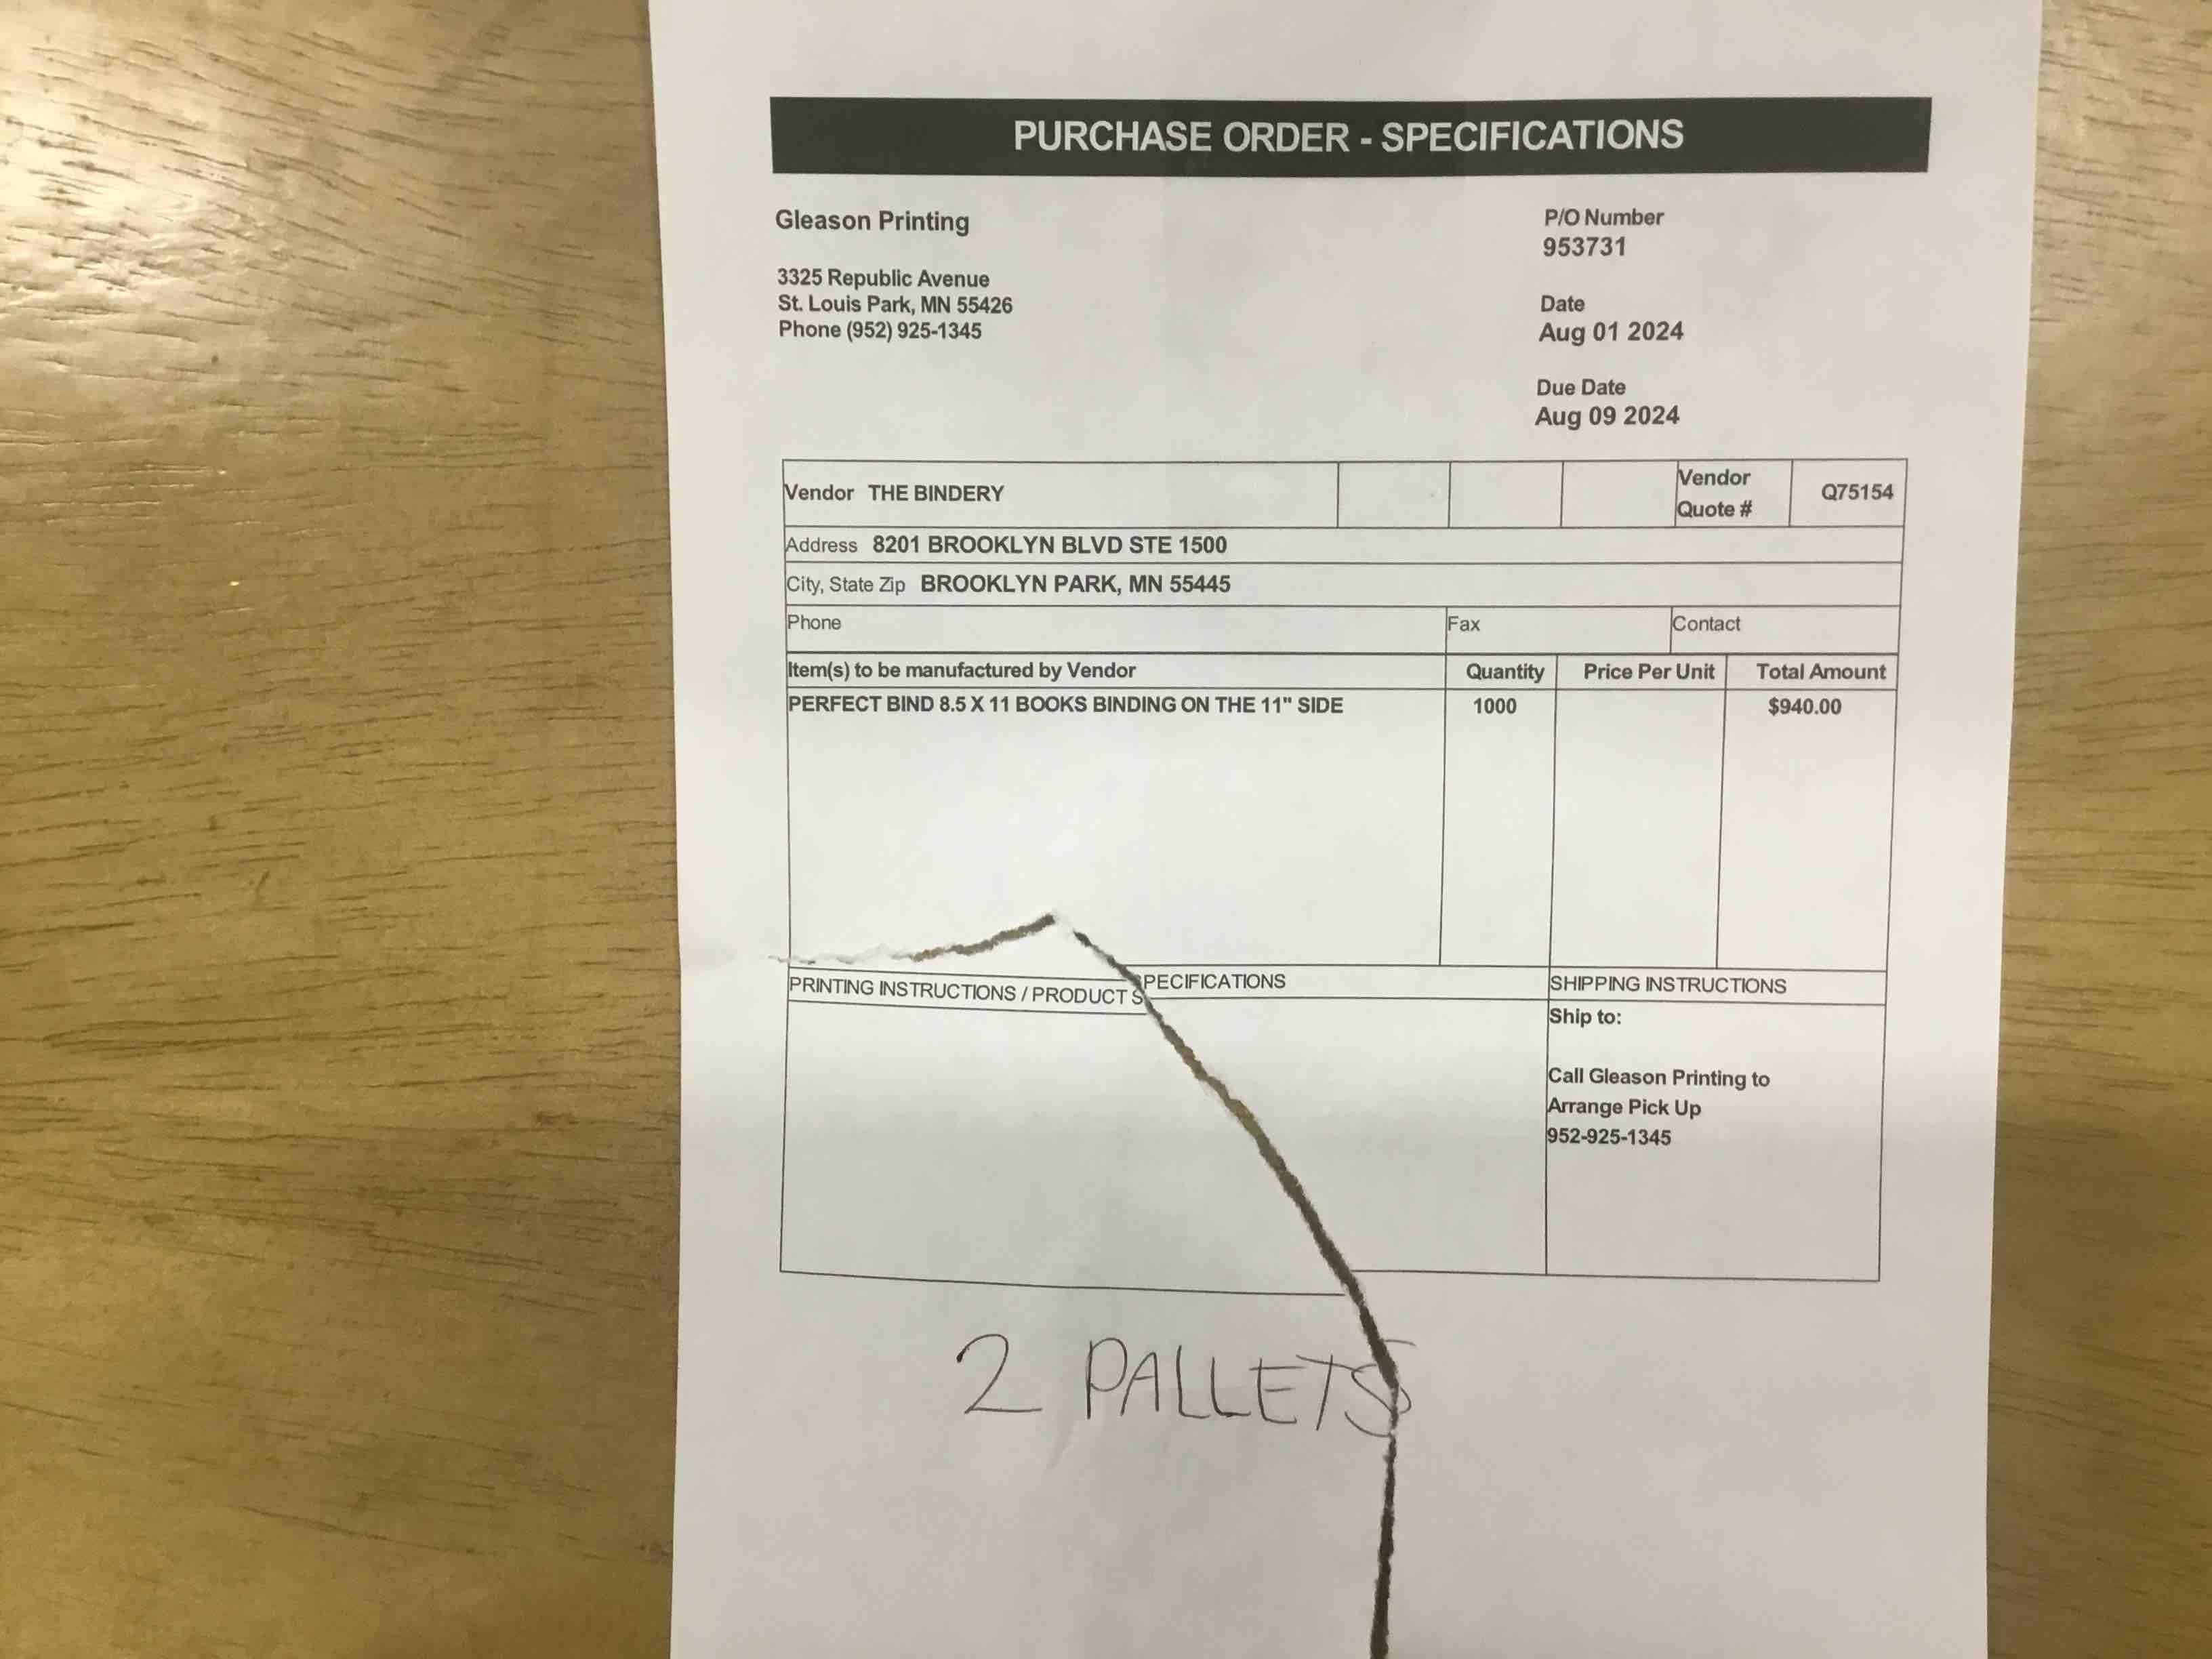 PURCHASE ORDER - SPECIFICATIONS
Gleason Printing
3325 Republic Avenue
St. Louis Park, MN 55426
Phone (952) 925-1345
P/O Number
953731
Date
Aug 01 2024
Due Date
Aug 09 2024
Vendor THE BINDERY
Vendor
Quote #
Q75154
Address 8201 BROOKLYN BLVD STE 1500
City, State Zip BROOKLYN PARK, MN 55445
Phone Fax Contact
Item(s) to be manufactured by Vendor Quantity Price Per Unit Total Amount
PERFECT BIND 8.5 X 11 BOOKS BINDING ON THE 11" SIDE 1000 $940.00
PRINTING INSTRUCTIONS / PRODUCT SPECIFICATIONS
SHIPPING INSTRUCTIONS
Ship to:
Call Gleason Printing to
Arrange Pick Up
952-925-1345
2 PALLETS